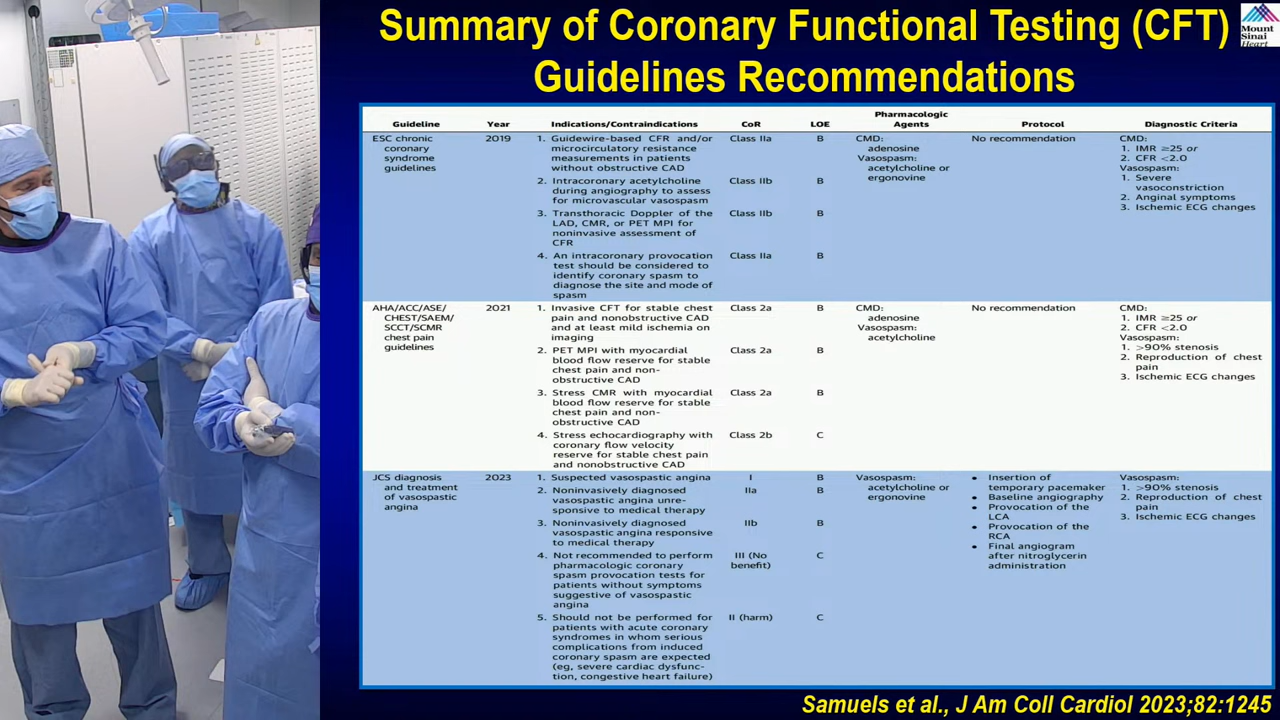 Summary of Coronary Functional Testing (CFT)
Guidelines Recommendations
Mount
Sinai
Heart
Guideline Year Indications/Contraindications CoR LOE Pharmacologic Agents Protocol Diagnostic Criteria
ESC chronic
coronary
syndrome
guidelines
2019
1. Guidewire-based CFR and/or
microcirculatory resistance
measurements in patients
without obstructive CAD
Class IIa
B
2. Intracoronary acetylcholine
during angiography to assess
for microvascular vasospasm
Class IIb
B
3. Transthoracic Doppler of the
LAD, CMR, or PET MPI for
noninvasive assessment of
CFR
Class IIb
B
4. An intracoronary provocation
test should be considered to
identify coronary spasm to
diagnose the site and mode of
spasm
Class IIa
B
CMD:
adenosine
Vasospasm:
acetylcholine or
ergonovine
No recommendation
CMD:
1. IMR ≥25 or
2. CFR <2.0
Vasospasm:
1. Severe
vasoconstriction
2. Anginal symptoms
3. Ischemic ECG changes
AHA/ACC/ASE/
CHEST/SAEM/
SCCT/SCMR
chest pain
guidelines
2021
1. Invasive CFT for stable chest
pain and nonobstructive CAD
and at least mild ischemia on
imaging
Class 2a
B
2. PET MPI with myocardial
blood flow reserve for stable
chest pain and non-
obstructive CAD
Class 2a
B
3. Stress CMR with myocardial
blood flow reserve for stable
chest pain and non-
obstructive CAD
Class 2a
B
4. Stress echocardiography with
coronary flow velocity
reserve for stable chest pain
and nonobstructive CAD
Class 2b
C
CMD:
adenosine
Vasospasm:
acetylcholine
No recommendation
CMD:
1. IMR ≥25 or
2. CFR <2.0
Vasospasm:
1. >90% stenosis
2. Reproduction of chest
pain
3. Ischemic ECG changes
JCS diagnosis
and treatment
of vasospastic
angina
2023
1. Suspected vasospastic angina
I
B
2. Noninvasively diagnosed
vasospastic angina unre-
sponsive to medical therapy
IIa
B
3. Noninvasively diagnosed
vasospastic angina responsive
to medical therapy
IIb
B
4. Not recommended to perform
pharmacologic coronary
spasm provocation tests for
patients without symptoms
suggestive of vasospastic
angina
III (No
benefit)
C
5. Should not be performed for
patients with acute coronary
syndromes in whom serious
complications from induced
coronary spasm are expected
(eg, severe cardiac dysfunc-
tion, congestive heart failure)
II (harm)
C
Vasospasm:
acetylcholine or
ergonovine
• Insertion of
temporary pacemaker
• Baseline angiography
• Provocation of the
LCA
• Provocation of the
RCA
• Final angiogram
after nitroglycerin
administration
Vasospasm:
1. >90% stenosis
2. Reproduction of chest
pain
3. Ischemic ECG changes
Samuels et al., J Am Coll Cardiol 2023;82:1245